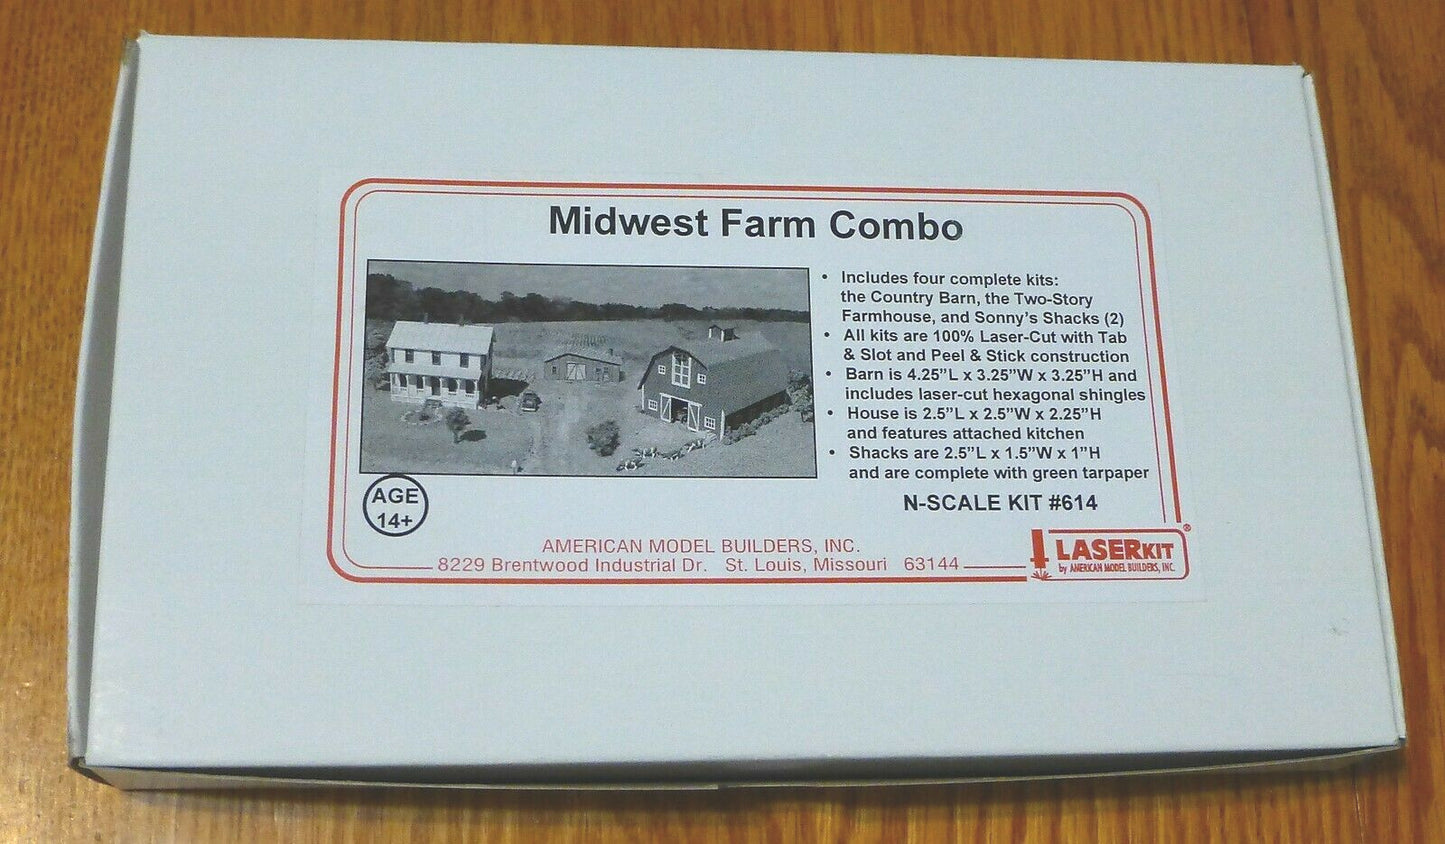 Midwest Farm Combo
• Includes four complete kits:
the Country Barn, the Two-Story
Farmhouse, and Sonny's Shacks (2)
• All kits are 100% Laser-Cut with Tab
& Slot and Peel & Stick construction
• Barn is 4.25”L x 3.25”W x 3.25”H and
includes laser-cut hexagonal shingles
• House is 2.5”L x 2.5”W x 2.25”H
and features attached kitchen
• Shacks are 2.5”L x 1.5”W x 1”H
and are complete with green tarpaper
N-SCALE KIT #614
AGE
14+
AMERICAN MODEL BUILDERS, INC.
8229 Brentwood Industrial Dr. St. Louis, Missouri 63144
LASERKIT®
by AMERICAN MODEL BUILDERS, INC.